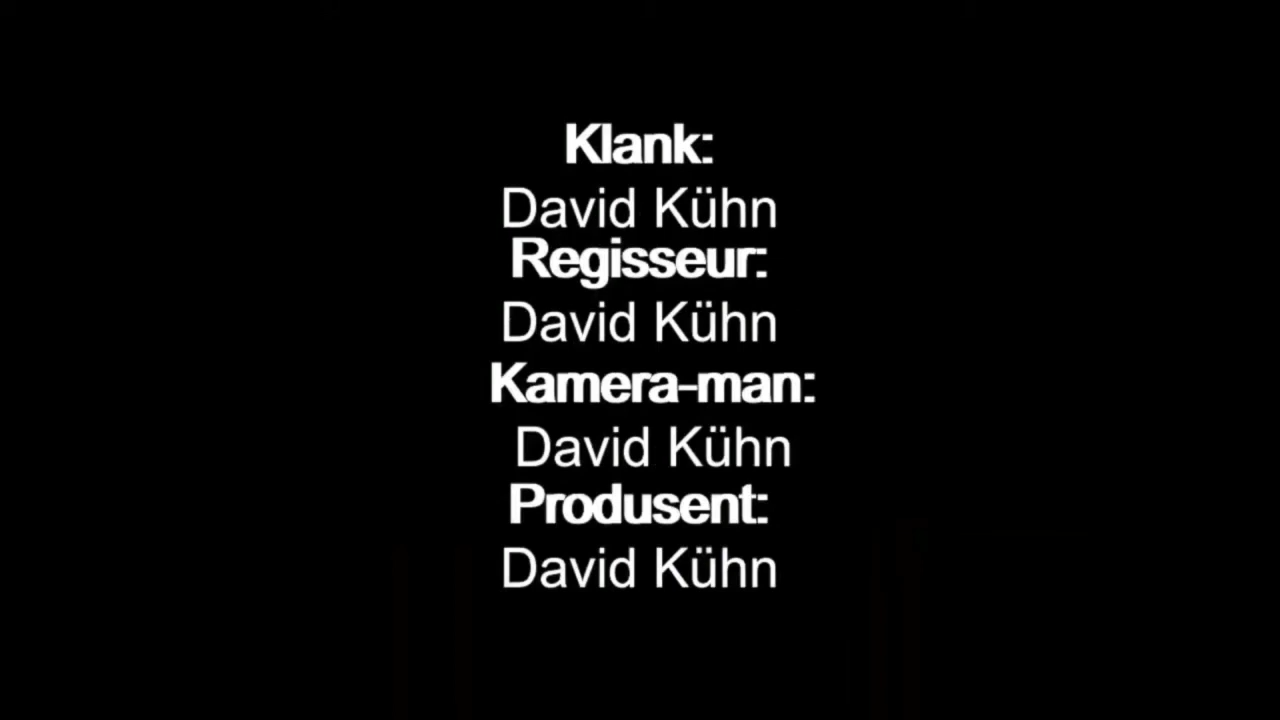 Klank:
David Kühn
Regisseur:
David Kühn
Kamera-man:
David Kühn
Produsent:
David Kühn